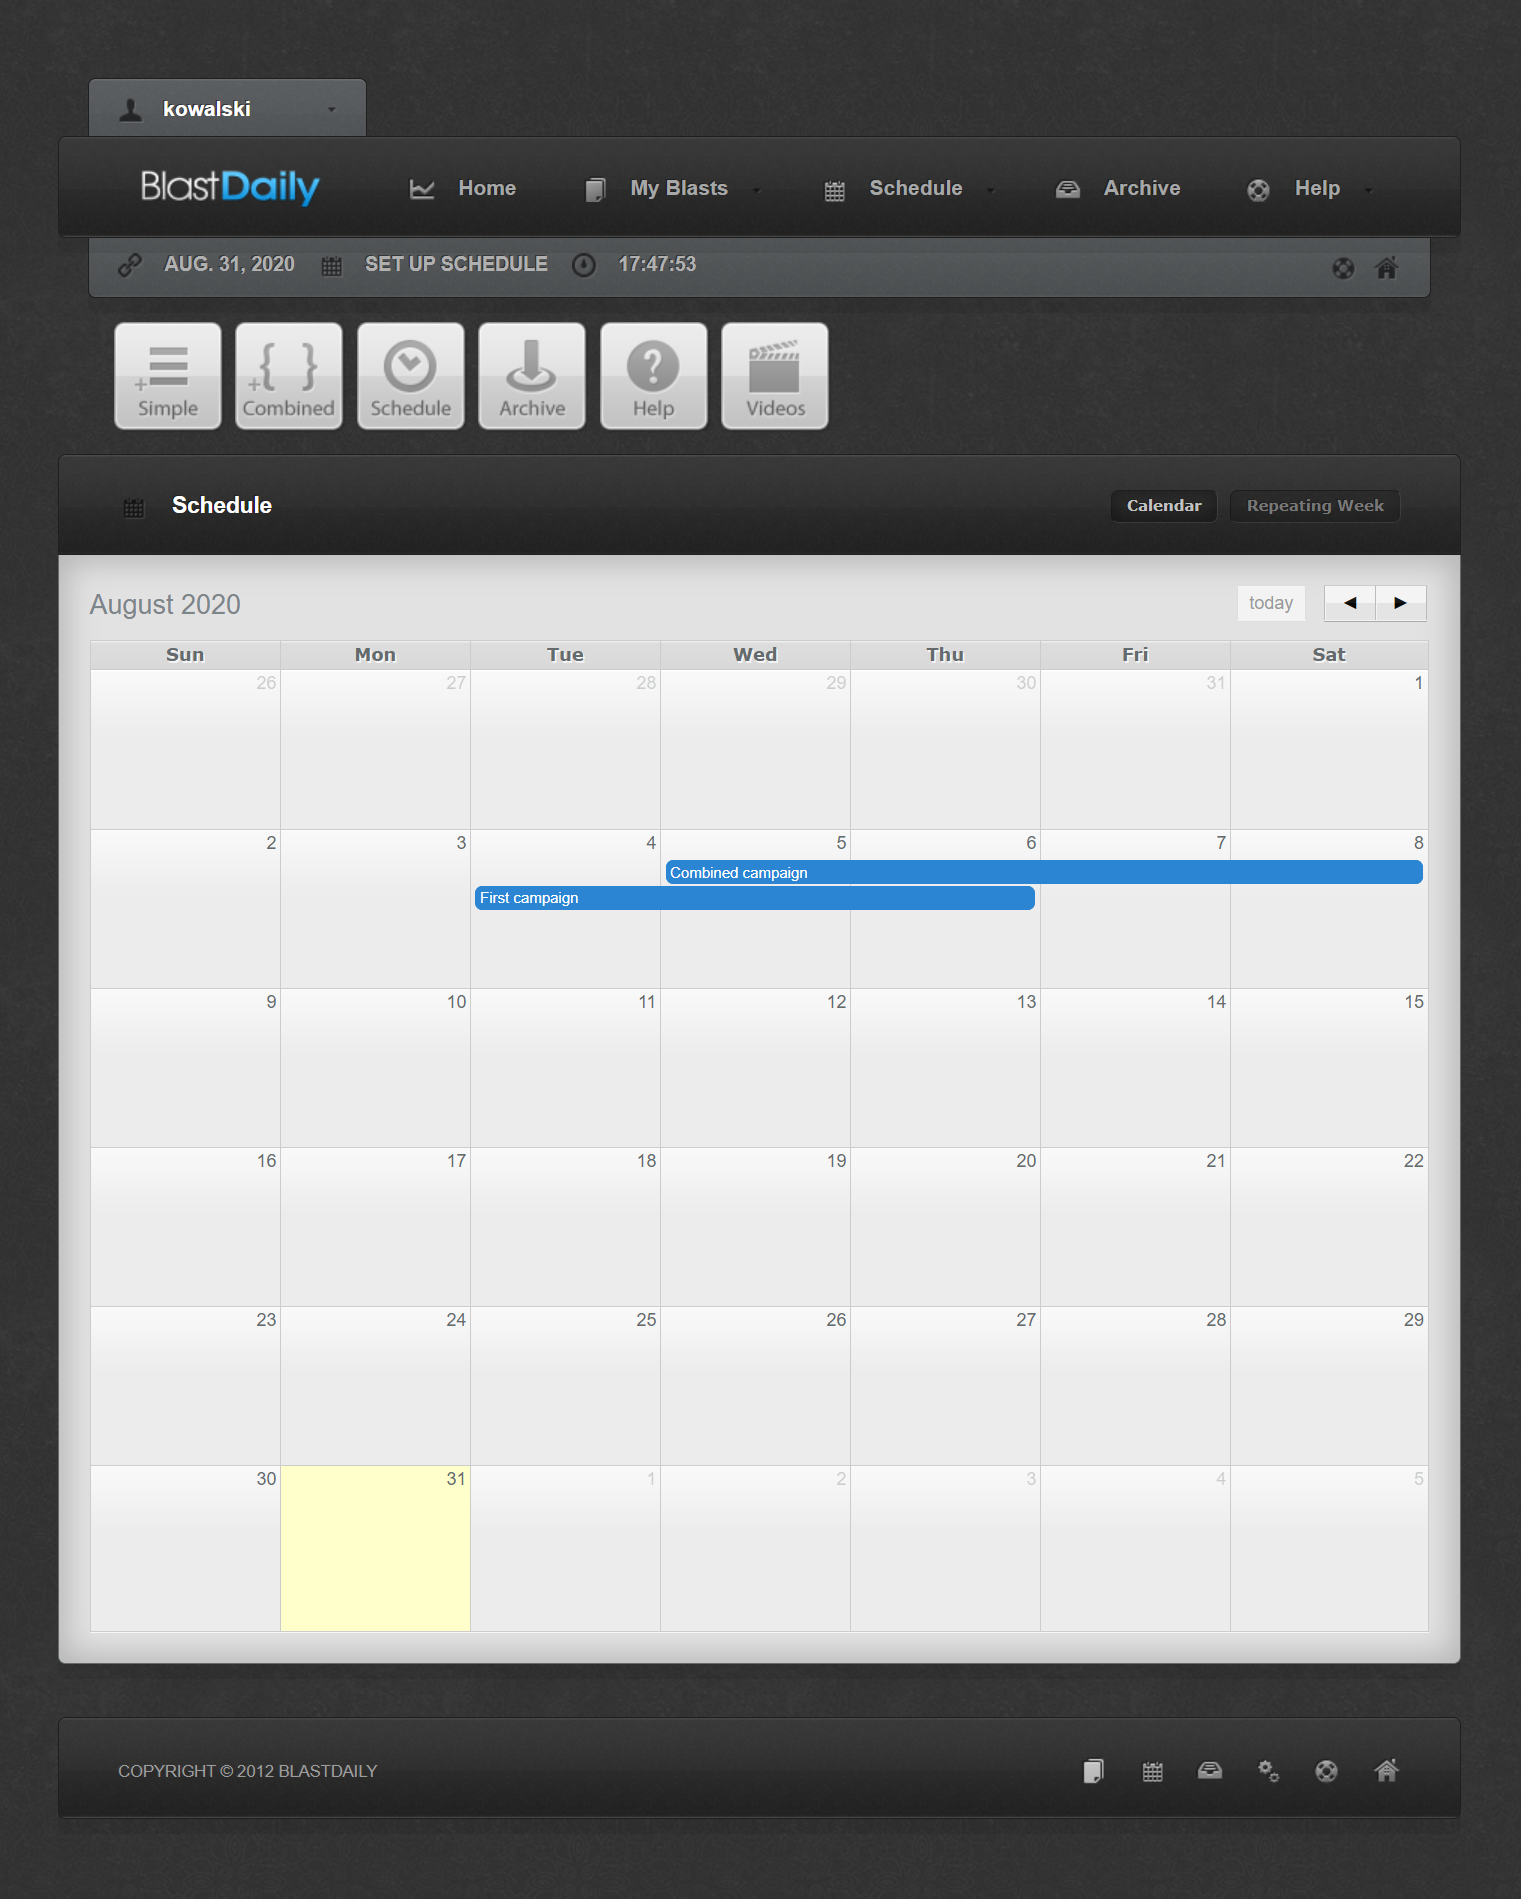 kowalski
BlastDaily Home My Blasts Schedule Archive Help
AUG. 31, 2020 SET UP SCHEDULE 17:47:53
Simple Combined Schedule Archive Help Videos
Schedule Calendar Repeating Week
August 2020 today
Sun Mon Tue Wed Thu Fri Sat
26 27 28 29 30 31 1
2 3 4 5 6 7 8
Combined campaign
First campaign
9 10 11 12 13 14 15
16 17 18 19 20 21 22
23 24 25 26 27 28 29
30 31 1 2 3 4 5
COPYRIGHT © 2012 BLASTDAILY